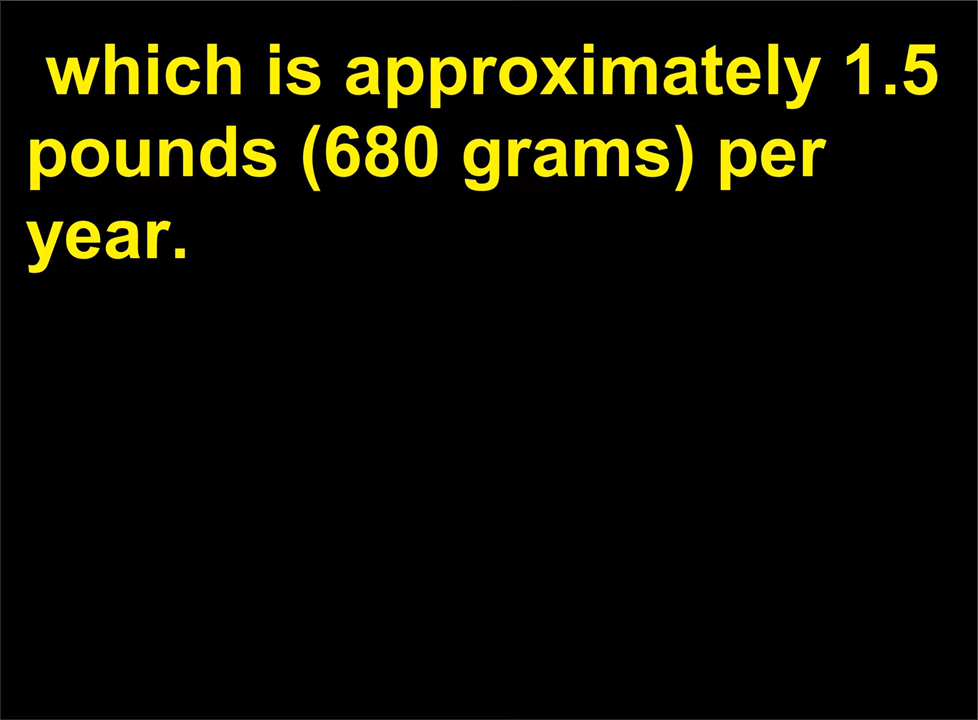 which is approximately 1.5
pounds (680 grams) per
year.